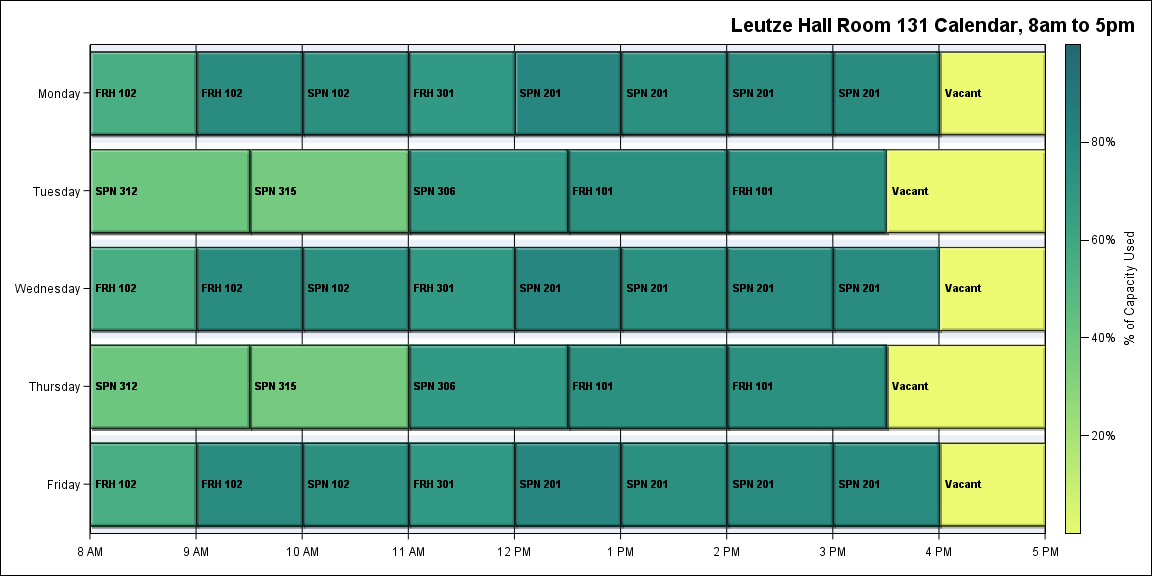 Leutze Hall Room 131 Calendar, 8am to 5pm
Monday
FRH 102
FRH 102
SPN 102
FRH 301
SPN 201
SPN 201
SPN 201
SPN 201
Vacant
80%
Tuesday
SPN 312
SPN 315
SPN 306
FRH 101
FRH 101
Vacant
60%
Wednesday
FRH 102
FRH 102
SPN 102
FRH 301
SPN 201
SPN 201
SPN 201
SPN 201
Vacant
% of Capacity Used
40%
Thursday
SPN 312
SPN 315
SPN 306
FRH 101
FRH 101
Vacant
20%
Friday
FRH 102
FRH 102
SPN 102
FRH 301
SPN 201
SPN 201
SPN 201
SPN 201
Vacant
8 AM
9 AM
10 AM
11 AM
12 PM
1 PM
2 PM
3 PM
4 PM
5 PM